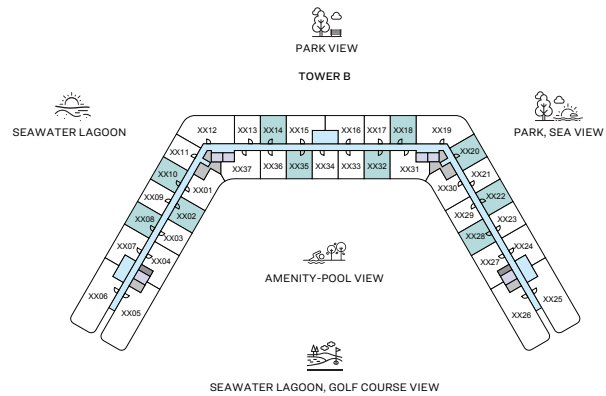 PARK VIEW
TOWER B
SEAWATER LAGOON
PARK, SEA VIEW
XX12 XX13 XX14 XX15 XX16 XX17 XX18 XX19
XX11 XX37 XX36 XX35 XX34 XX33 XX32 XX31 XX20
XX10 XX01 XX30 XX21
XX09 XX02 XX29 XX22
XX08 XX03 XX28 XX23
XX07 XX04 XX27 XX24
XX06 XX05 XX26 XX25
AMENITY-POOL VIEW
SEAWATER LAGOON, GOLF COURSE VIEW